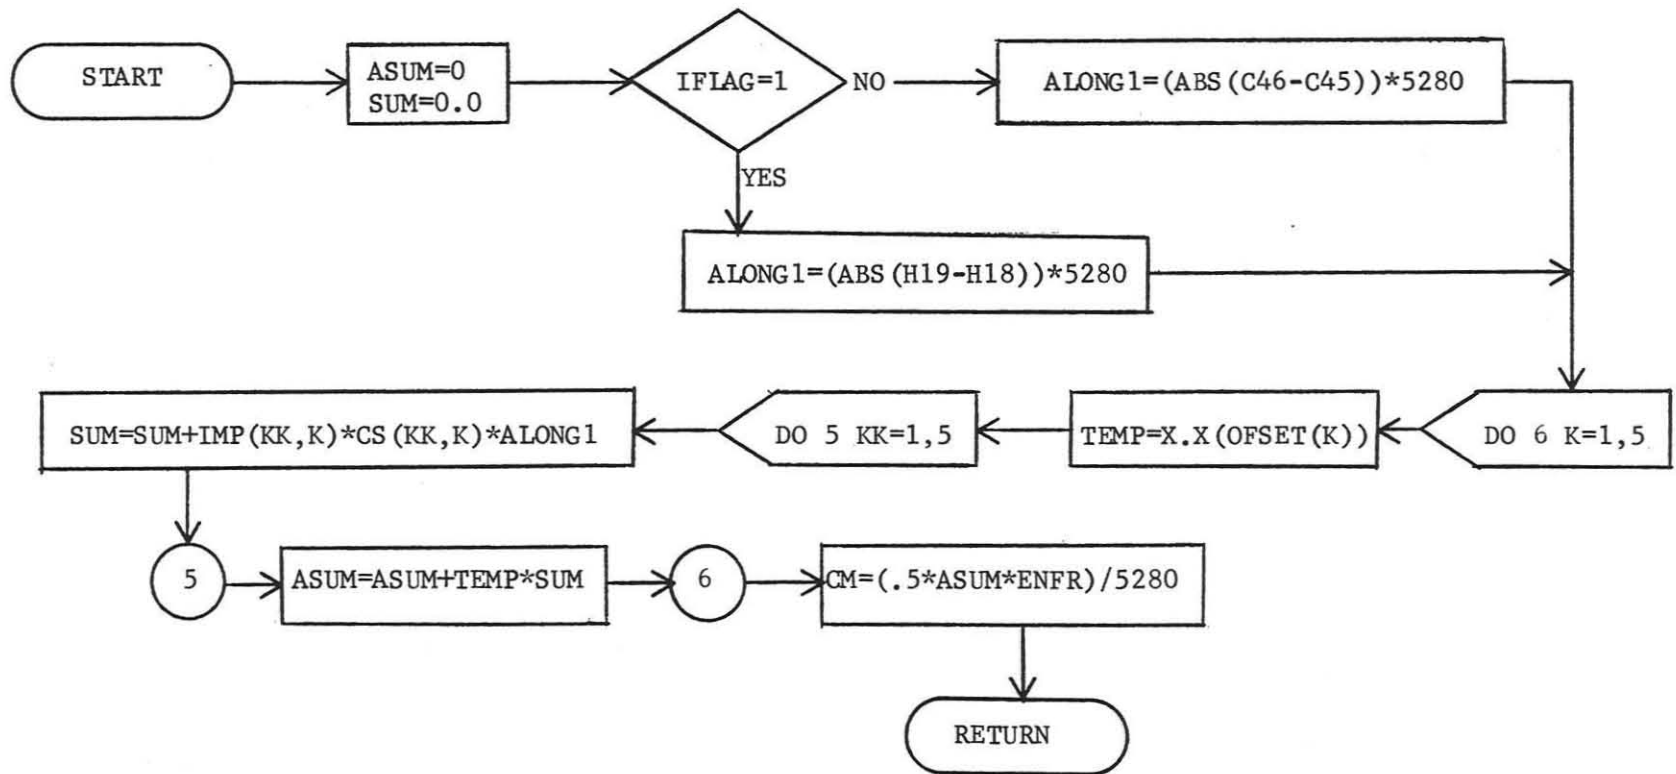 START
ASUM=0
SUM=0.0
IFLAG=1
NO
ALONG1=(ABS(C46-C45))*5280
YES
ALONG1=(ABS(H19-H18))*5280
DO 6 K=1,5
TEMP=X.X(OFSET(K))
DO 5 KK=1,5
SUM=SUM+IMP(KK,K)*CS(KK,K)*ALONG1
5
ASUM=ASUM+TEMP*SUM
6
CM=(.5*ASUM*ENFR)/5280
RETURN